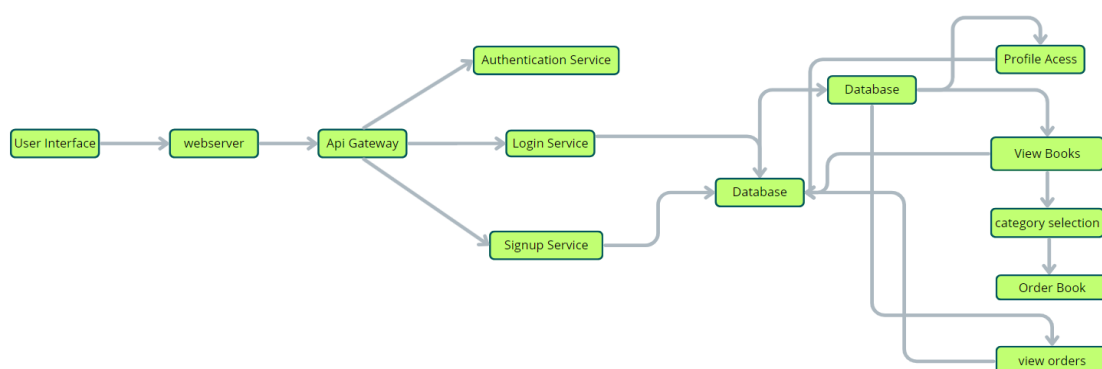 User Interface
webserver
Api Gateway
Authentication Service
Login Service
Signup Service
Database
Database
Profile Acess
View Books
category selection
Order Book
view orders